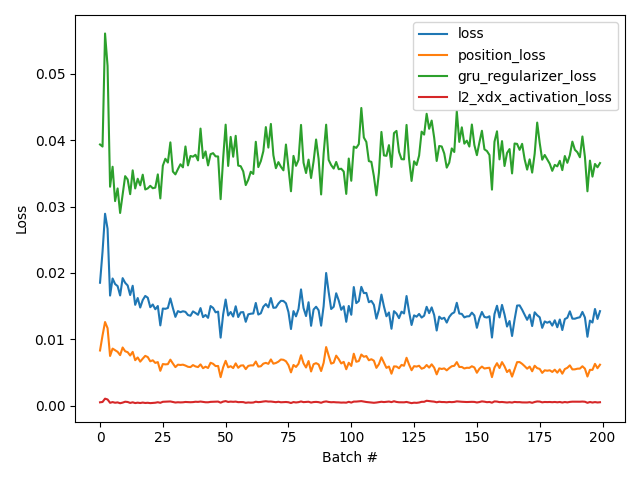 loss
position_loss
gru_regularizer_loss
l2_xdx_activation_loss
0.05
0.04
0.03
0.02
0.01
0.00
Loss
0 25 50 75 100 125 150 175 200
Batch #